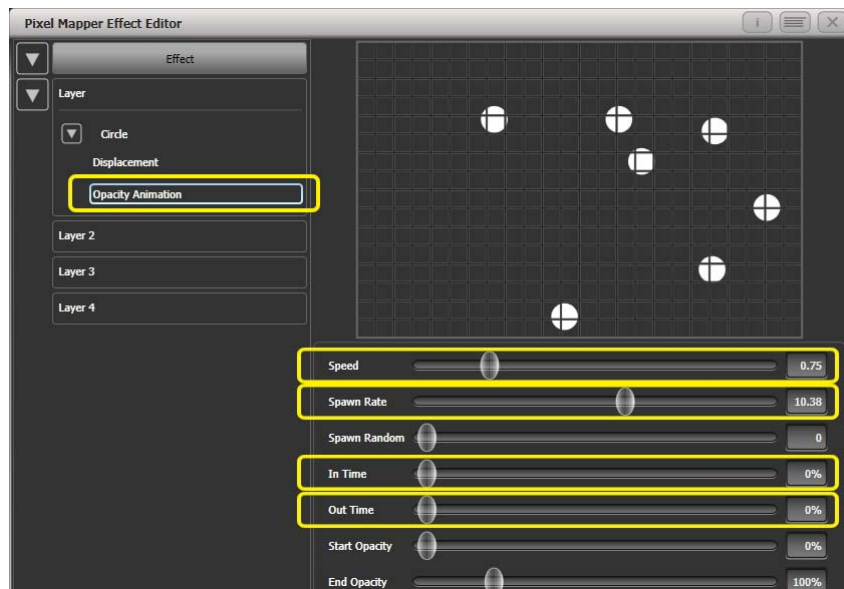 Pixel Mapper Effect Editor
i
Effect
Layer
Circle
Displacement
Opacity Animation
Layer 2
Layer 3
Layer 4
Speed 0.75
Spawn Rate 10.38
Spawn Random 0
In Time 0%
Out Time 0%
Start Opacity 0%
End Opacity 100%